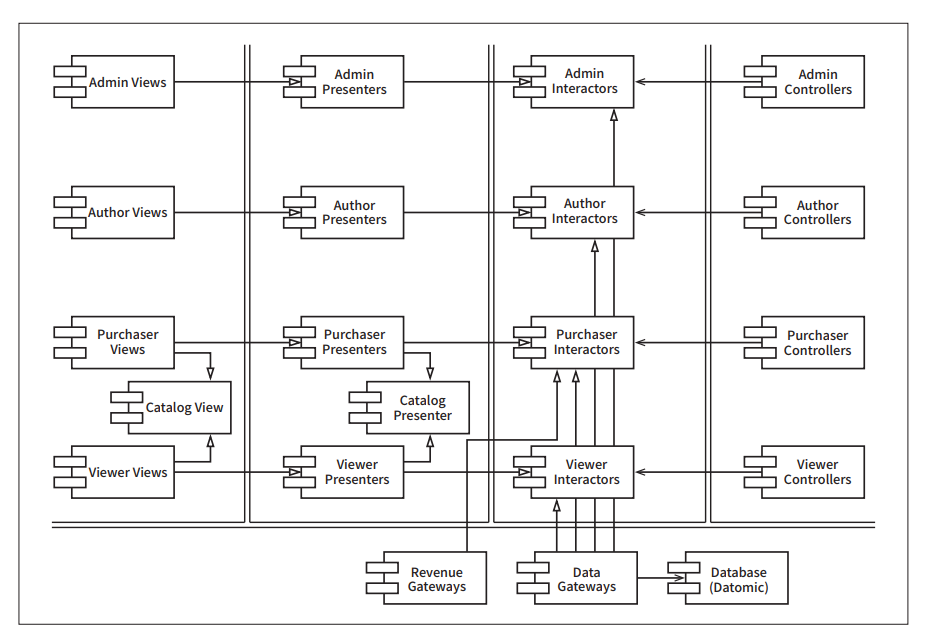 Admin Views
Admin
Presenters
Admin
Interactors
Admin
Controllers
Author Views
Author
Presenters
Author
Interactors
Author
Controllers
Purchaser
Views
Purchaser
Presenters
Purchaser
Interactors
Purchaser
Controllers
Catalog View
Catalog
Presenter
Viewer Views
Viewer
Presenters
Viewer
Interactors
Viewer
Controllers
Revenue
Gateways
Data
Gateways
Database
(Datomic)